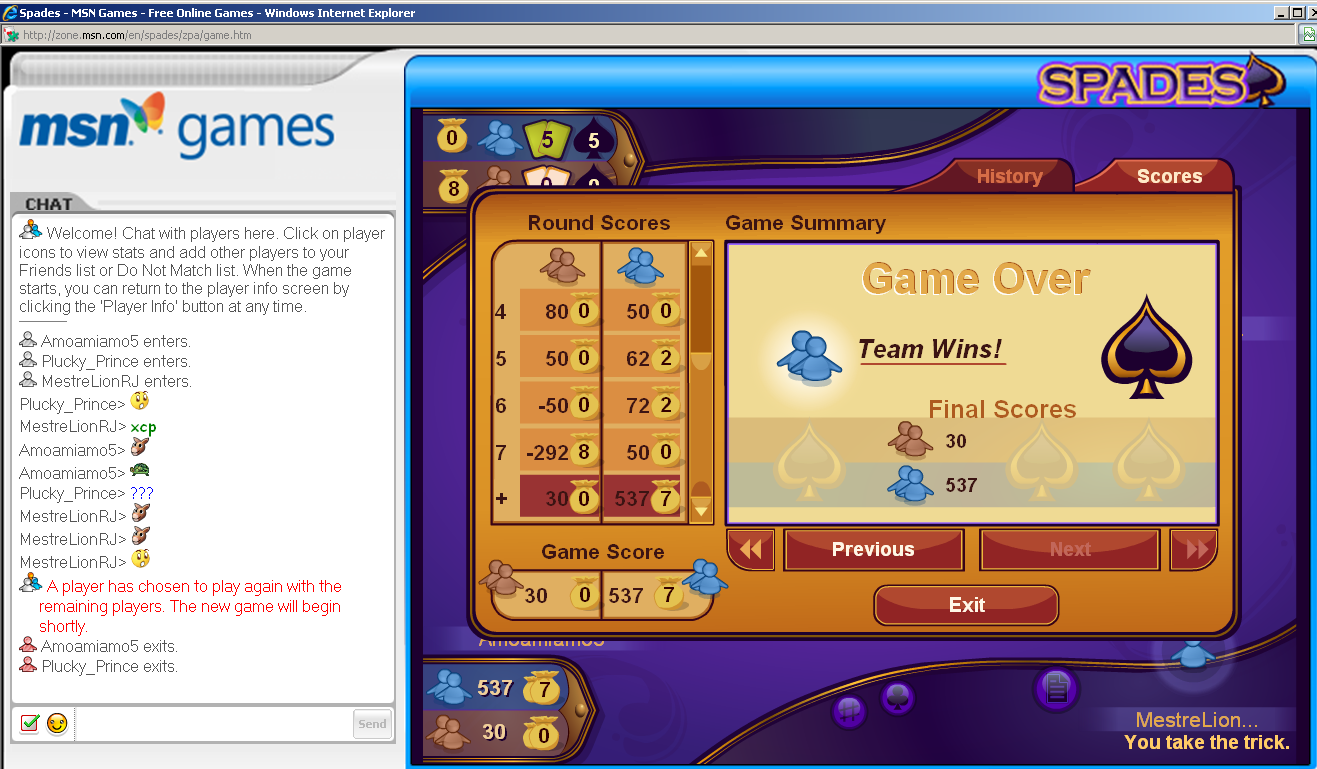 Spades - MSN Games - Free Online Games - Windows Internet Explorer
http://zone.msn.com/en/spades/zpa/game.htm
msn games
CHAT
Welcome! Chat with players here. Click on player
icons to view stats and add other players to your
Friends list or Do Not Match list. When the game
starts, you can return to the player info screen by
clicking the 'Player Info' button at any time.
Amoamiamo5 enters.
Plucky_Prince enters.
MestreLionRJ enters.
Plucky_Prince>
MestreLionRJ> xcp
Amoamiamo5>
Amoamiamo5>
Plucky_Prince> ???
MestreLionRJ>
MestreLionRJ>
MestreLionRJ>
A player has chosen to play again with the
remaining players. The new game will begin
shortly.
Amoamiamo5 exits.
Plucky_Prince exits.
Send
SPADES
0 5 5
8 0 0
History
Scores
Round Scores
4 80 0 50 0
5 50 0 62 2
6 -50 0 72 2
7 -292 8 50 0
+ 30 0 537 7
Game Score
30 0 537 7
Game Summary
Game Over
Team Wins!
Final Scores
30
537
Previous
Next
Exit
Amoamiamo5
537 7
30 0
MestreLion...
You take the trick.